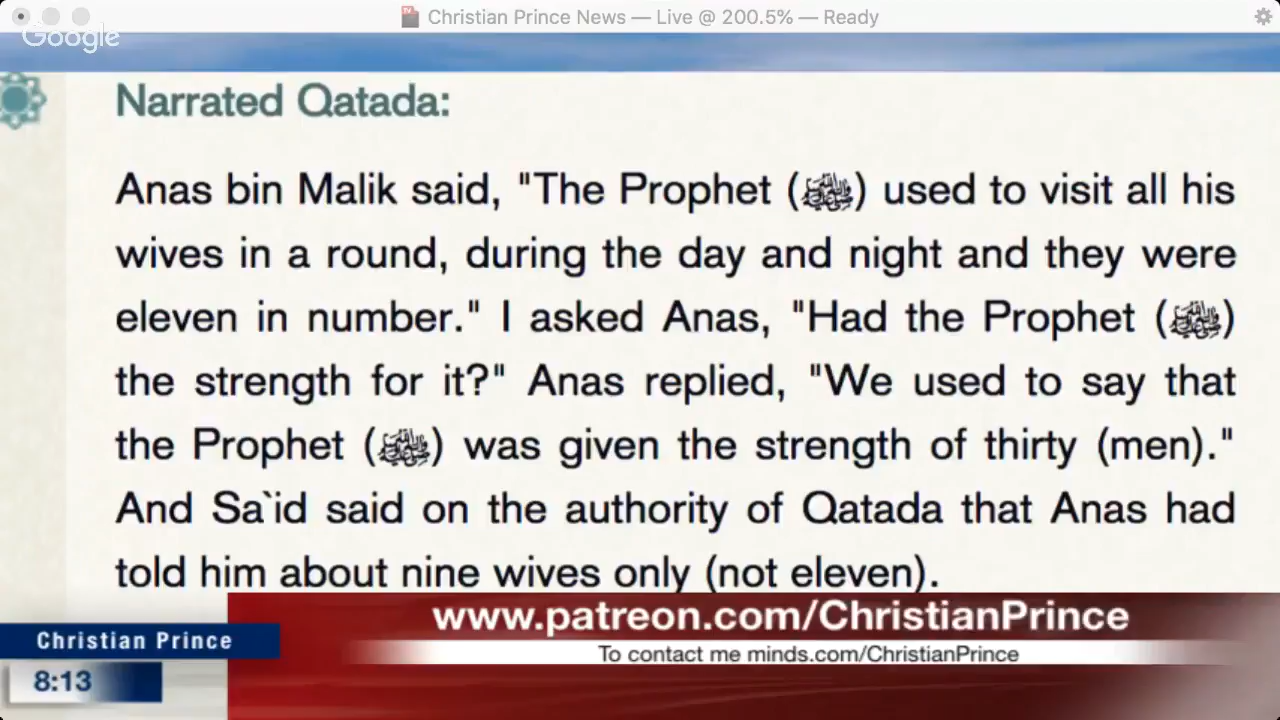 Christian Prince News — Live @ 200.5% — Ready
Google
Narrated Qatada:
Anas bin Malik said, "The Prophet (ﷺ) used to visit all his
wives in a round, during the day and night and they were
eleven in number." I asked Anas, "Had the Prophet (ﷺ)
the strength for it?" Anas replied, "We used to say that
the Prophet (ﷺ) was given the strength of thirty (men)."
And Sa`id said on the authority of Qatada that Anas had
told him about nine wives only (not eleven).
www.patreon.com/ChristianPrince
Christian Prince
To contact me minds.com/ChristianPrince
8:13